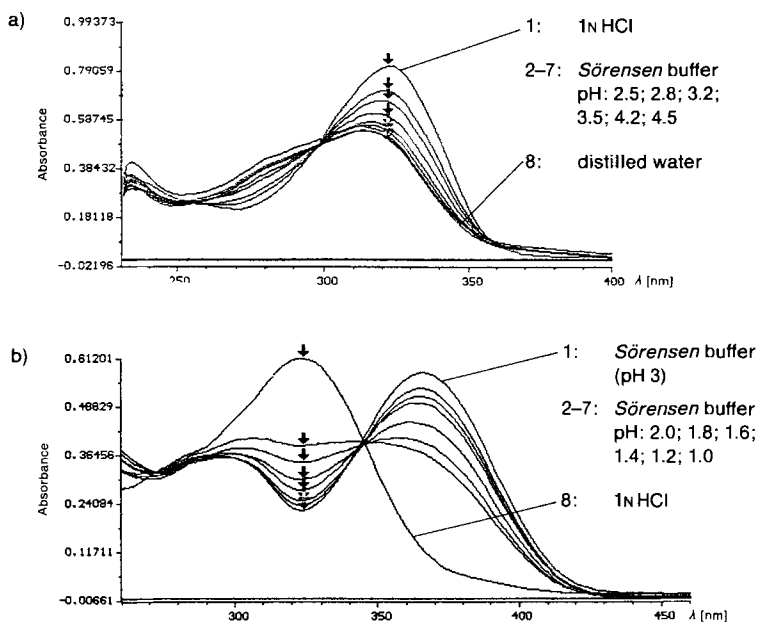 a)
0.99373
0.79059
0.58745
0.38432
0.18118
-0.02196
Absorbance
250
300
350
400
λ [nm]
1: 1N HCl
2–7: Sörensen buffer
pH: 2.5; 2.8; 3.2;
3.5; 4.2; 4.5
8: distilled water
b)
0.61201
0.48829
0.36456
0.24084
0.11711
-0.00661
Absorbance
300
350
400
450
λ [nm]
1: Sörensen buffer
(pH 3)
2–7: Sörensen buffer
pH: 2.0; 1.8; 1.6;
1.4; 1.2; 1.0
8: 1N HCl